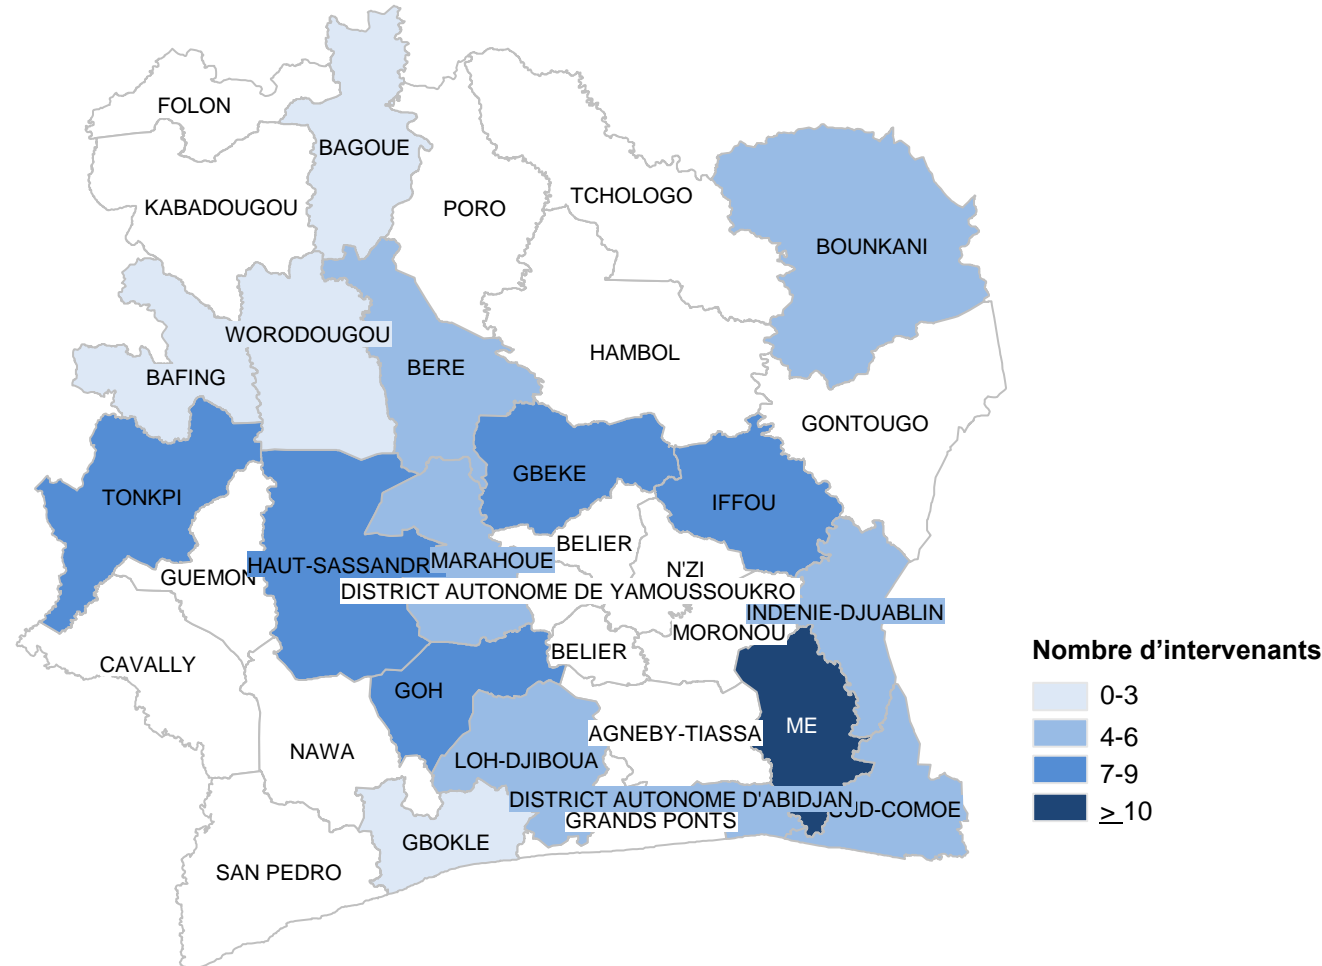 FOLON
BAGOUE
KABADOUGOU
PORO
TCHOLOGO
BOUNKANI
WORODOUGOU
HAMBOL
BERE
BAFING
GONTOUGO
GBEKE
TONKPI
IFFOU
BELIER
MARAHOUE
HAUT-SASSANDR
N'ZI
GUEMON
DISTRICT AUTONOME DE YAMOUSSOUKRO
INDENIE-DJUABLIN
MORONOU
BELIER
CAVALLY
GOH
ME
AGNEBY-TIASSA
NAWA
LOH-DJIBOUA
DISTRICT AUTONOME D'ABIDJAN
UD-COMOE
GRANDS PONTS
GBOKLE
SAN PEDRO
Nombre d’intervenants
0-3
4-6
7-9
> 10